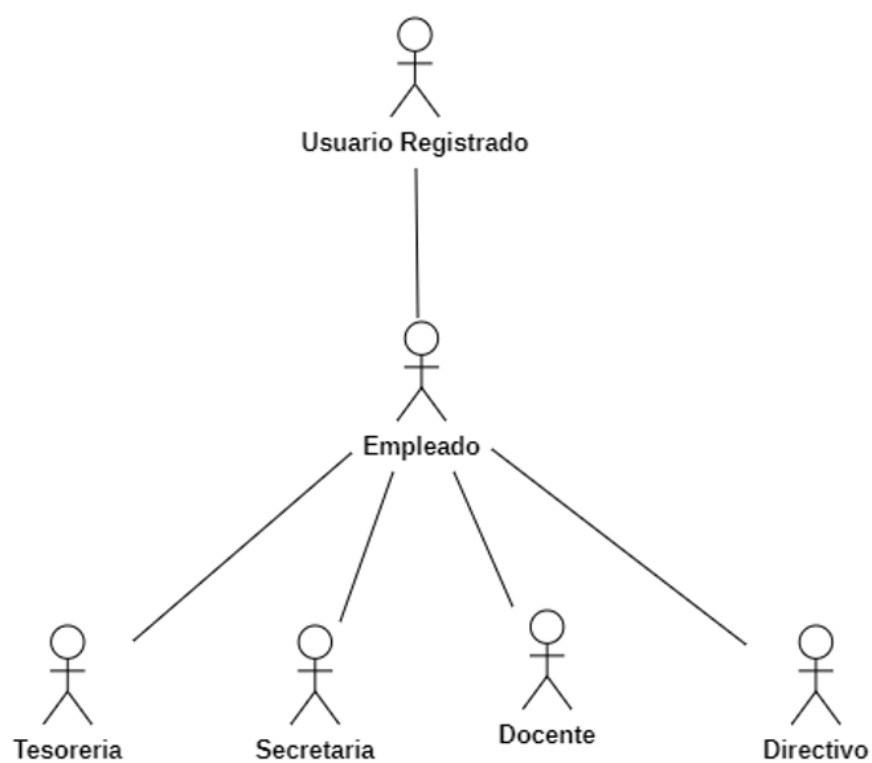 Usuario Registrado
Empleado
Tesoreria
Secretaria
Docente
Directivo